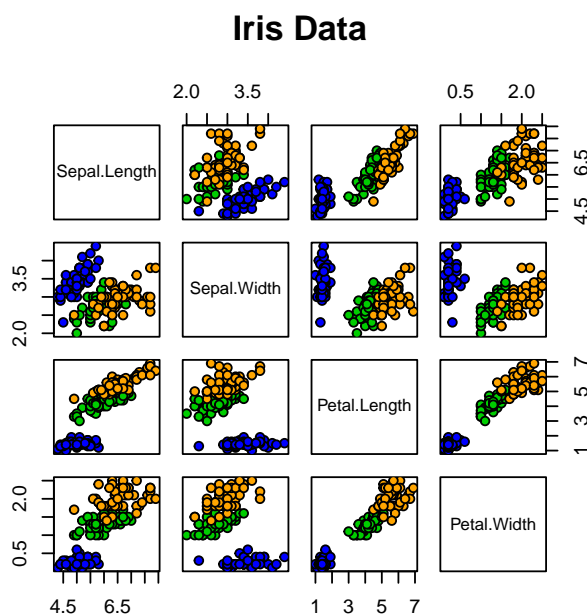 Iris Data
2.0 3.5
0.5 2.0
Sepal.Length
4.5 6.5
2.0 3.5
Sepal.Width
Petal.Length
1 3 5 7
0.5 2.0
Petal.Width
4.5 6.5
1 3 5 7